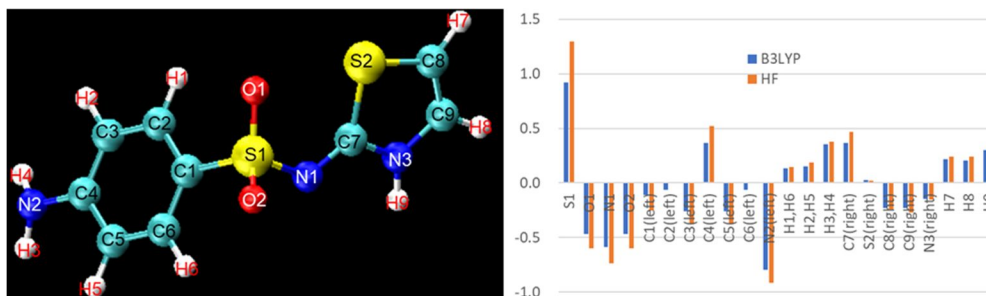 H7
S2
C8
H1
O1
H2
C9
C2
H8
C3
C7
S1
N3
H4
C1
N1
C4
N2
O2
H9
H3
C5
C6
H6
H5
1.5
1.0
0.5
0.0
-0.5
-1.0
B3LYP
HF
S1
O1
N1
O2
C1(left)
C2(left)
C3(left)
C4(left)
C5(left)
C6(left)
N2(left)
H1,H6
H2,H5
H3,H4
C7(right)
S2(right)
C8(right)
C9(right)
N3(right)
H7
H8
H9